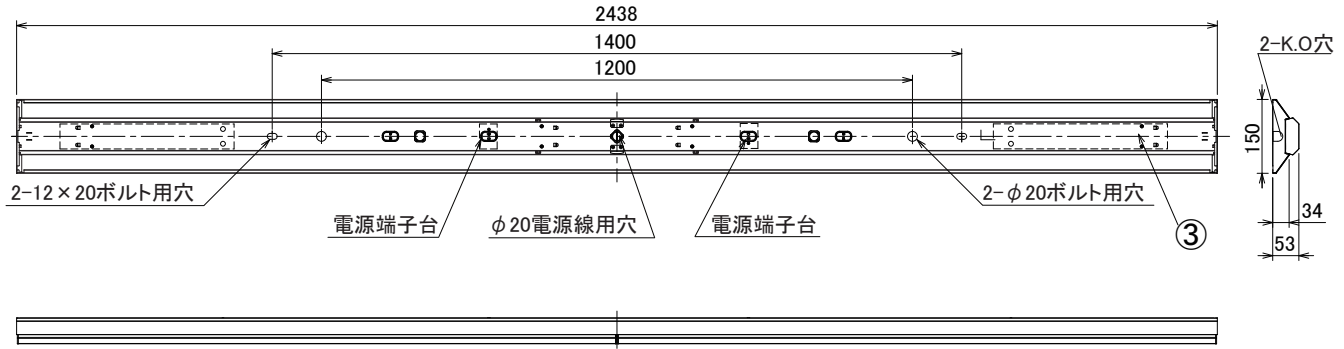 2438
1400
2-K.O穴
1200
150
2-12×20ボルト用穴
2-φ20ボルト用穴
電源端子台
φ20電源線用穴
電源端子台
③
34
53